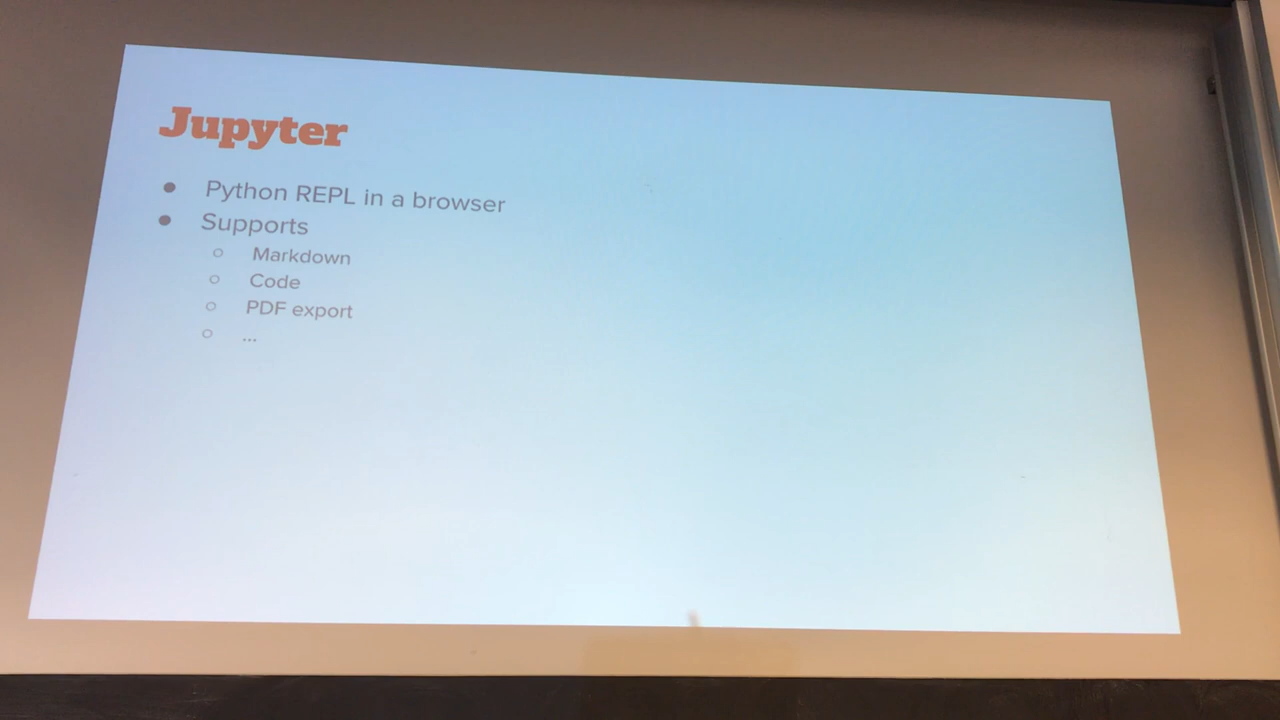 Jupyter
● Python REPL in a browser
● Supports
○ Markdown
○ Code
○ PDF export
○ ...